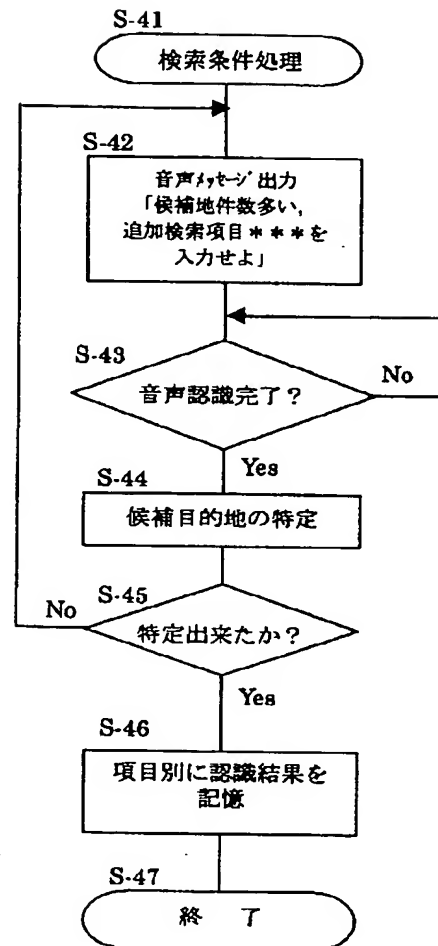 S-41
検索条件処理
S-42
音声メッセージ出力
「候補地件数多い,
追加検索項目＊＊＊を
入力せよ」
S-43
音声認識完了？
No
Yes
S-44
候補目的地の特定
S-45
No
特定出来たか？
Yes
S-46
項目別に認識結果を
記憶
S-47
終 了